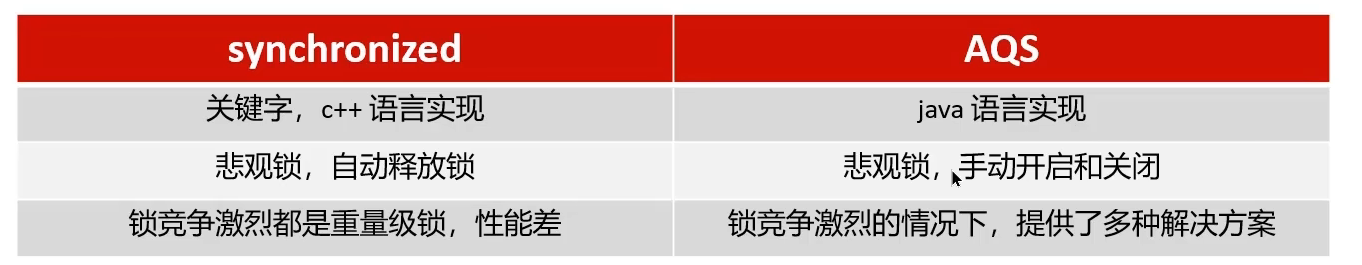 synchronized AQS
关键字，c++ 语言实现 java 语言实现
悲观锁，自动释放锁 悲观锁，手动开启和关闭
锁竞争激烈都是重量级锁，性能差 锁竞争激烈的情况下，提供了多种解决方案